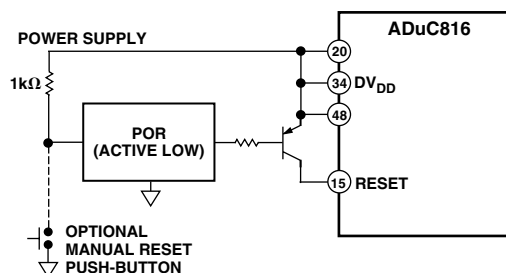 ADuC816
POWER SUPPLY
20
1kΩ
34 DVDD
48
POR
(ACTIVE LOW)
15 RESET
OPTIONAL
MANUAL RESET
PUSH-BUTTON